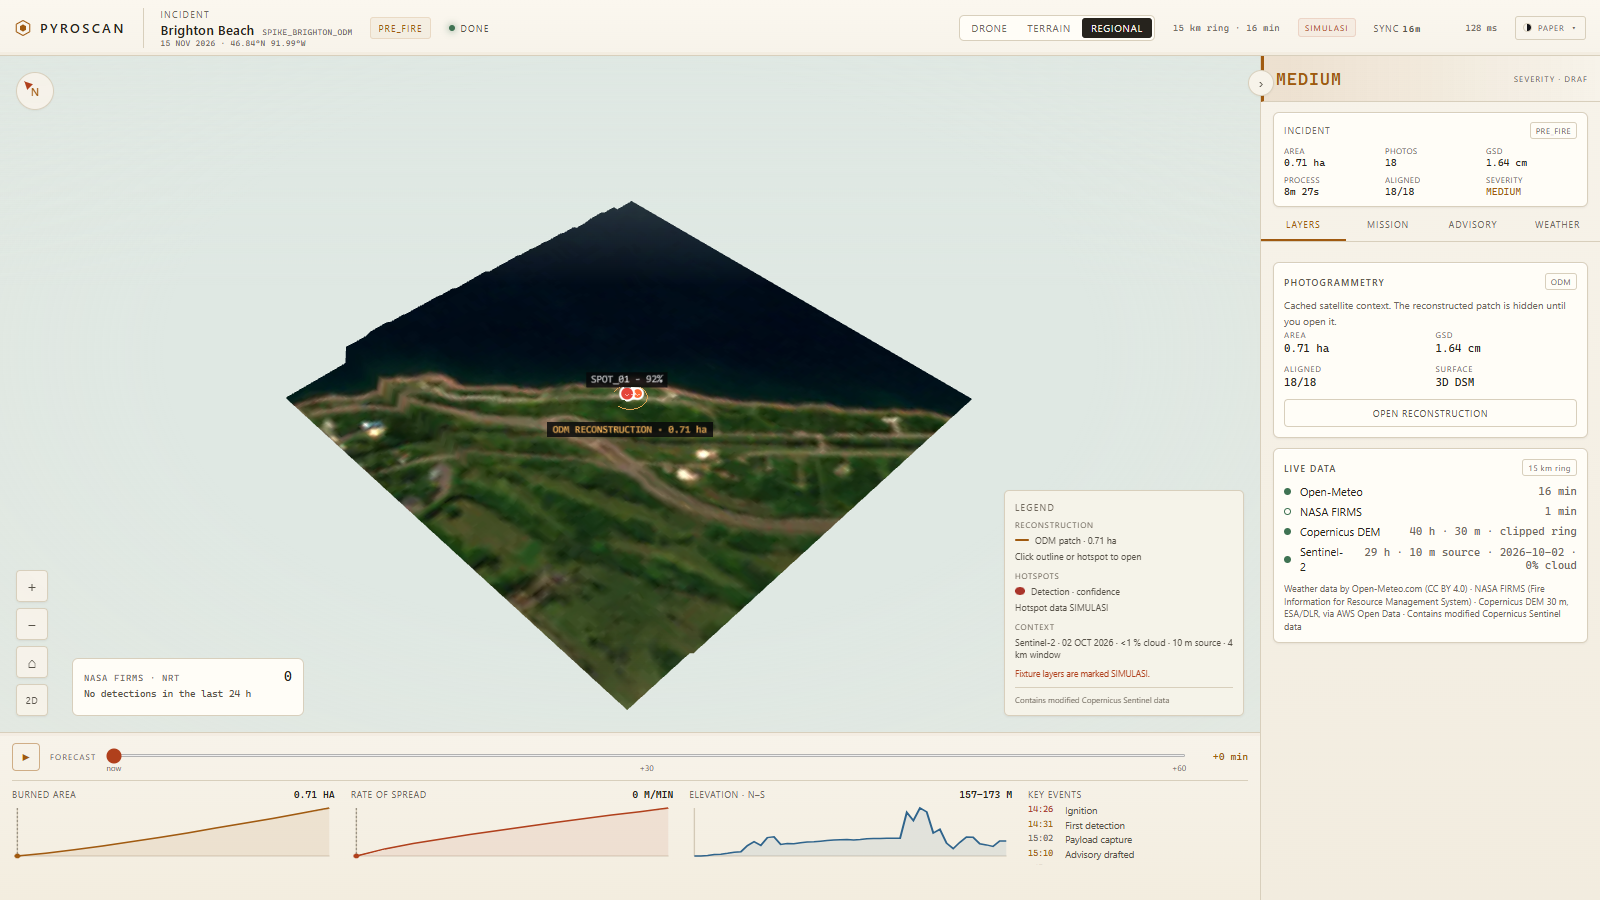 PYROSCAN
INCIDENT
Brighton Beach SPIKE_BRIGHTON_ODM
15 NOV 2026 · 46.84°N 91.99°W
PRE_FIRE
DONE
DRONE TERRAIN REGIONAL
15 km ring · 16 min
SIMULASI
SYNC 16m
128 ms
PAPER
N
SPOT_01 - 92%
ODM RECONSTRUCTION · 0.71 ha
+
−
⌂
2D
NASA FIRMS · NRT 0
No detections in the last 24 h
LEGEND
RECONSTRUCTION
ODM patch · 0.71 ha
Click outline or hotspot to open
HOTSPOTS
Detection · confidence
Hotspot data SIMULASI
CONTEXT
Sentinel-2 · 02 OCT 2026 · <1 % cloud · 10 m source · 4
km window
Fixture layers are marked SIMULASI.
Contains modified Copernicus Sentinel data
›
MEDIUM
SEVERITY · DRAF
INCIDENT
PRE_FIRE
AREA PHOTOS GSD
0.71 ha 18 1.64 cm
PROCESS ALIGNED SEVERITY
8m 27s 18/18 MEDIUM
LAYERS MISSION ADVISORY WEATHER
PHOTOGRAMMETRY
ODM
Cached satellite context. The reconstructed patch is hidden until
you open it.
AREA GSD
0.71 ha 1.64 cm
ALIGNED SURFACE
18/18 3D DSM
OPEN RECONSTRUCTION
LIVE DATA
15 km ring
Open-Meteo 16 min
NASA FIRMS 1 min
Copernicus DEM 40 h · 30 m · clipped ring
Sentinel- 29 h · 10 m source · 2026-10-02 ·
2 0% cloud
Weather data by Open-Meteo.com (CC BY 4.0) · NASA FIRMS (Fire
Information for Resource Management System) · Copernicus DEM 30 m,
ESA/DLR, via AWS Open Data · Contains modified Copernicus Sentinel
data
FORECAST
now +30 +60
+0 min
BURNED AREA 0.71 HA
RATE OF SPREAD 0 M/MIN
ELEVATION · N–S 157–173 M
KEY EVENTS
14:26 Ignition
14:31 First detection
15:02 Payload capture
15:10 Advisory drafted